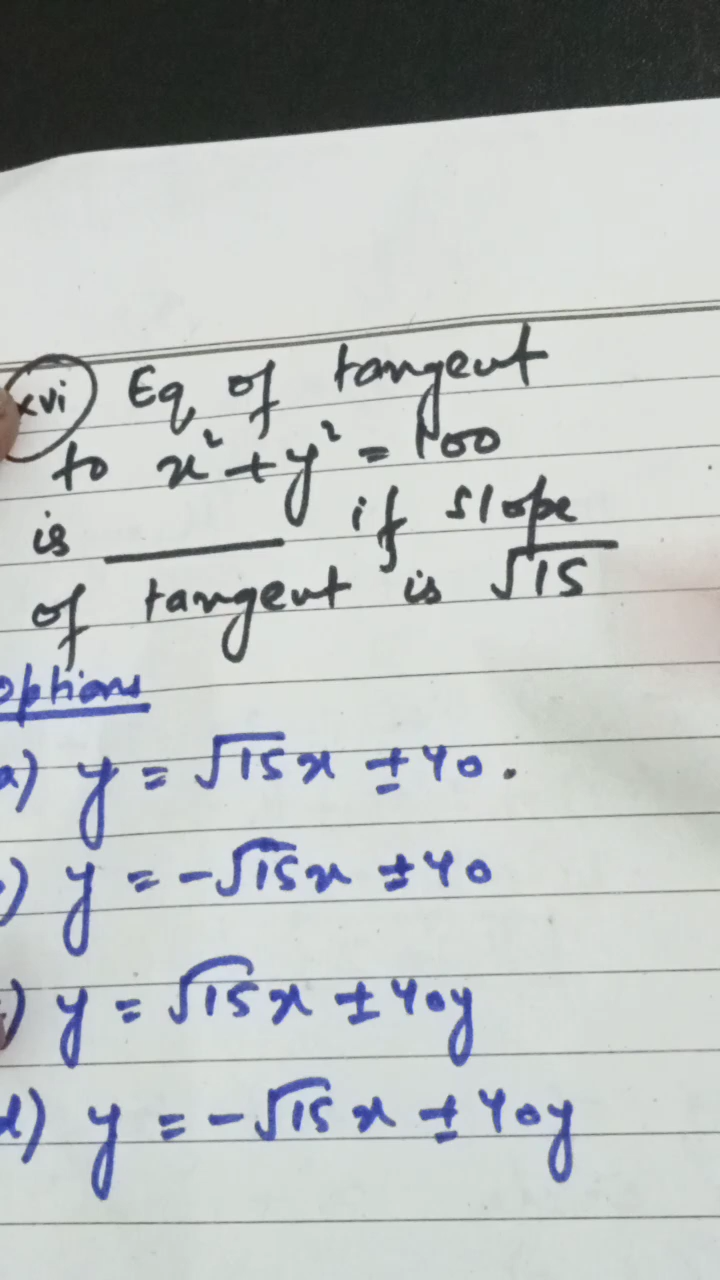 xvi) Eq of tangent
to x² + y² = 100
is ______ if slope
of tangent is √15
options
a) y = √15x ± 40.
) y = -√15x ± 40
) y = √15x ± 40y
d) y = -√15x ± 40y